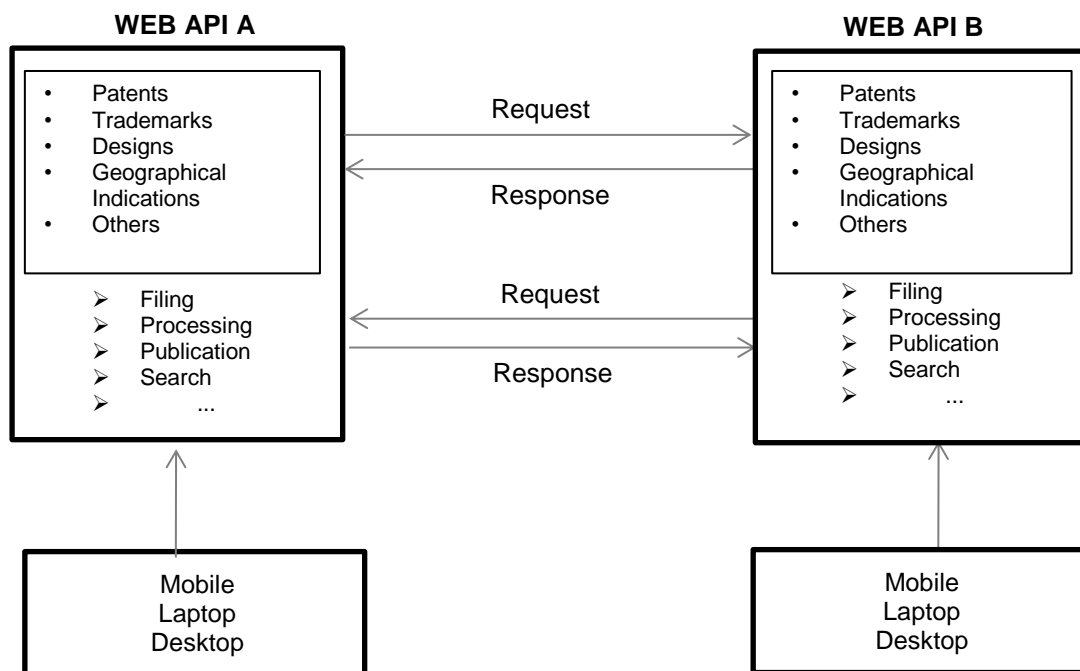 WEB API A
• Patents
• Trademarks
• Designs
• Geographical
Indications
• Others
➢ Filing
➢ Processing
➢ Publication
➢ Search
➢ ...
Request
Response
Request
Response
WEB API B
• Patents
• Trademarks
• Designs
• Geographical
Indications
• Others
➢ Filing
➢ Processing
➢ Publication
➢ Search
➢ ...
Mobile
Laptop
Desktop
Mobile
Laptop
Desktop